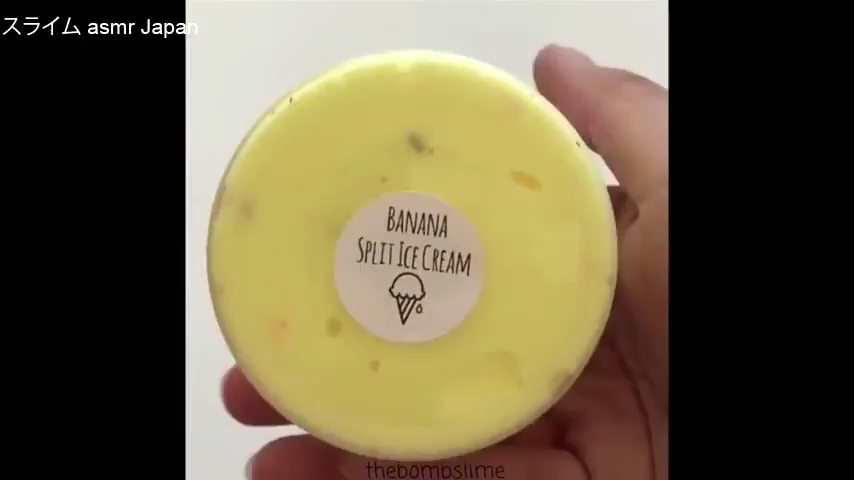 スライム asmr Japan
BANANA
SPLIT ICE CREAM
thebombslime